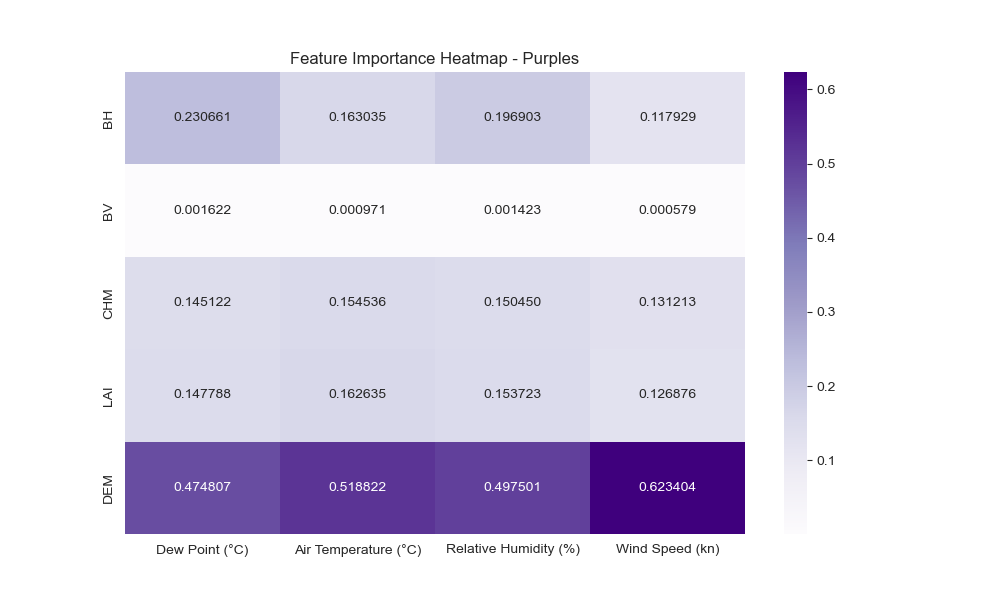 Feature Importance Heatmap - Purples
BH
0.230661 0.163035 0.196903 0.117929
BV
0.001622 0.000971 0.001423 0.000579
CHM
0.145122 0.154536 0.150450 0.131213
LAI
0.147788 0.162635 0.153723 0.126876
DEM
0.474807 0.518822 0.497501 0.623404
Dew Point (°C) Air Temperature (°C) Relative Humidity (%) Wind Speed (kn)
0.6
0.5
0.4
0.3
0.2
0.1